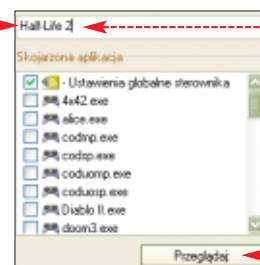 Half-Life 2
Skojarzona aplikacja
- Ustawienia globalne sterownika
4x42.exe
alice.exe
codmp.exe
codsp.exe
coduomp.exe
coduosp.exe
Diablo II.exe
doom3.exe
Przeglądaj